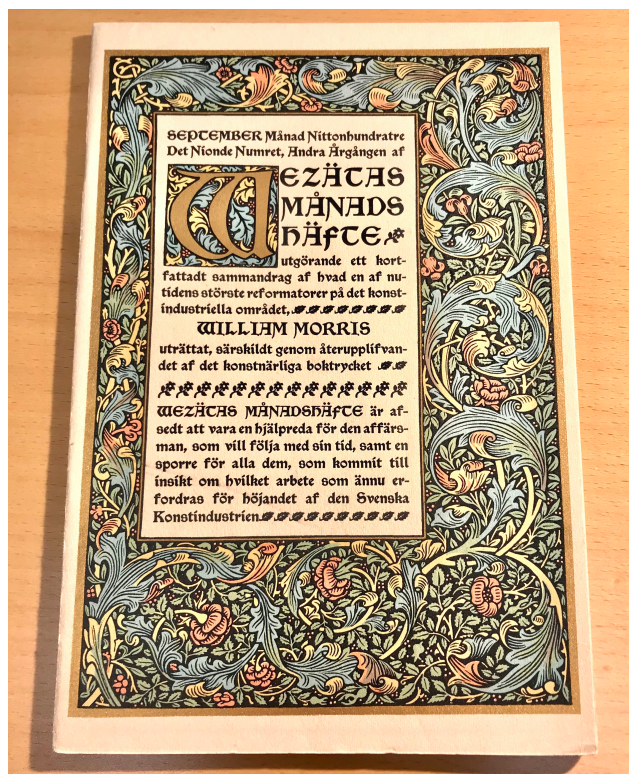 SEPTEMBER Månad Nittonhundratre
Det Nionde Numret, Andra Årgången af
WEZÄTAS
MÅNADS
HÄFTE
utgörande ett kort-
fattadt sammandrag af hvad en af nu-
tidens störste reformatorer på det konst-
industriella området,
WILLIAM MORRIS
uträttat, särskildt genom återupplifvan-
det af det konstnärliga boktrycket
WEZÄTAS MÅNADSHÄFTE är af-
sedt att vara en hjälpreda för den affärs-
man, som vill följa med sin tid, samt en
sporre för alla dem, som kommit till
insikt om hvilket arbete som ännu er-
fordras för höjandet af den Svenska
Konstindustrien